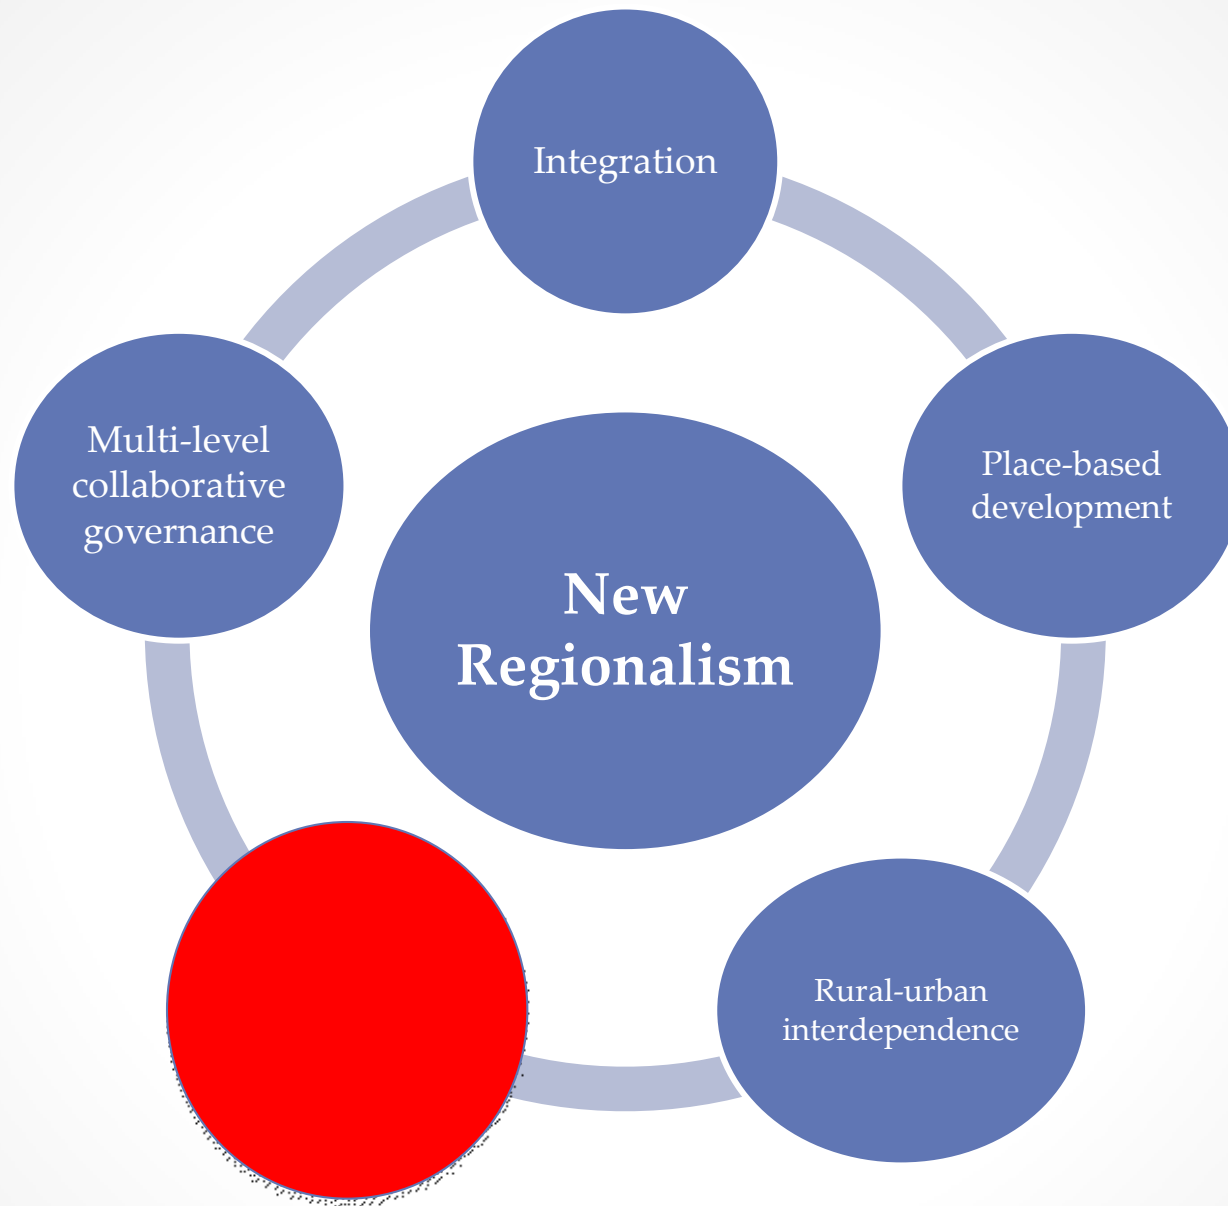 Integration
Place-based
development
Rural-urban
interdependence
Multi-level
collaborative
governance
New
Regionalism